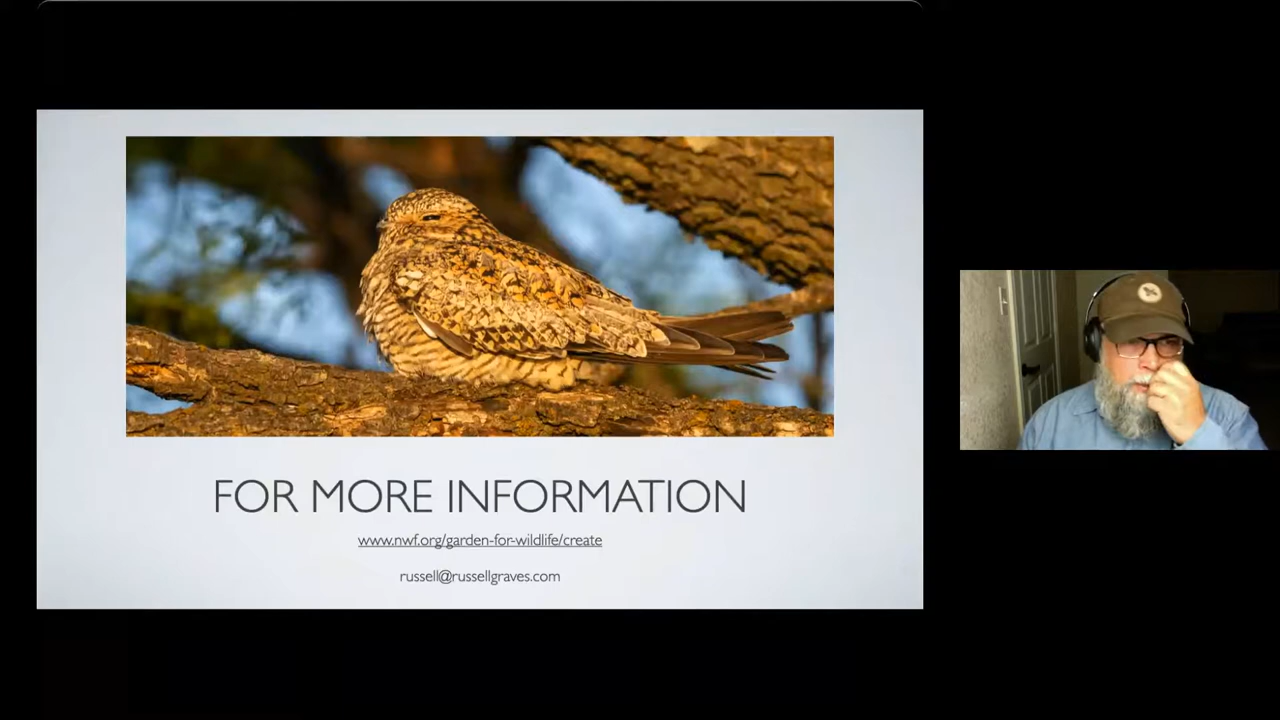 FOR MORE INFORMATION
www.nwf.org/garden-for-wildlife/create
russell@russellgraves.com